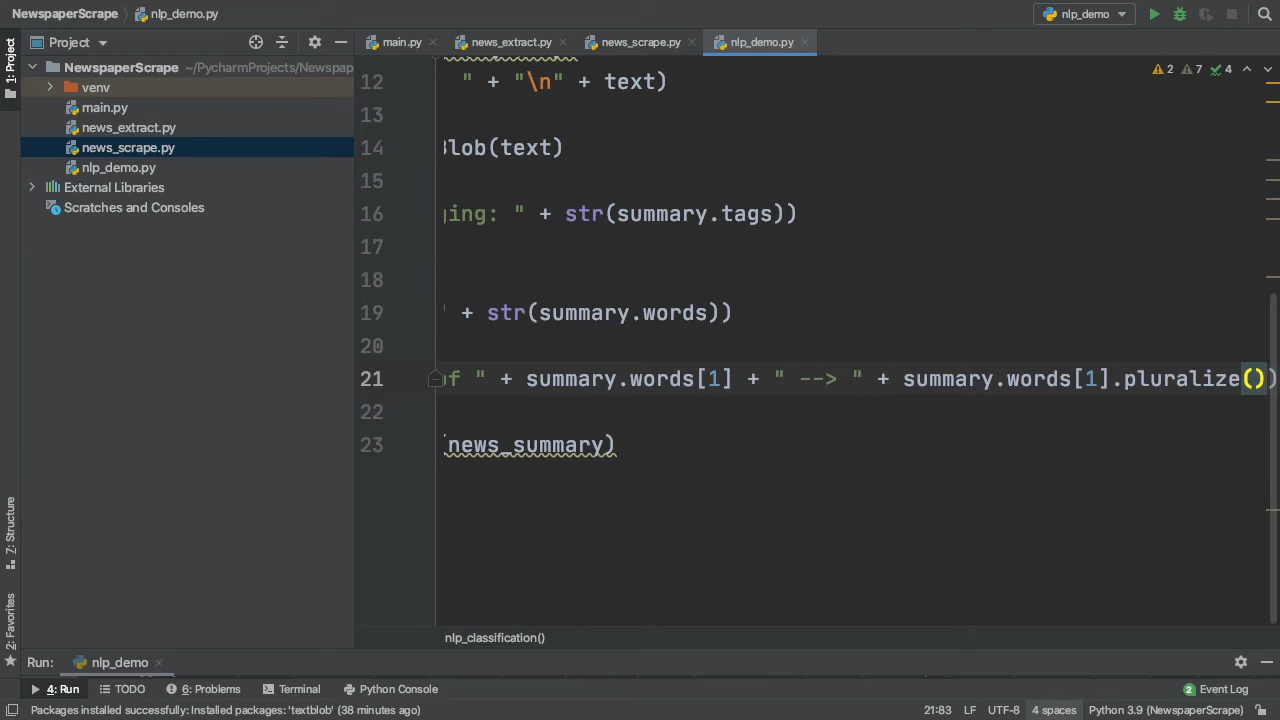 NewspaperScrape
nlp_demo.py
nlp_demo
1: Project
Project
main.py
news_extract.py
news_scrape.py
nlp_demo.py
NewspaperScrape ~/PycharmProjects/Newspap
venv
main.py
news_extract.py
news_scrape.py
nlp_demo.py
External Libraries
Scratches and Consoles
2 7 4
12 " + "\n" + text)
13
14 Blob(text)
15
16 ging: " + str(summary.tags))
17
18
19 " + str(summary.words))
20
21 of " + summary.words[1] + " --> " + summary.words[1].pluralize())
22
23 (news_summary)
nlp_classification()
Z: Structure
2: Favorites
Run: nlp_demo
4: Run
TODO
6: Problems
Terminal
Python Console
2 Event Log
Packages installed successfully: Installed packages: 'textblob' (38 minutes ago)
21:83 LF UTF-8 4 spaces Python 3.9 (NewspaperScrape)